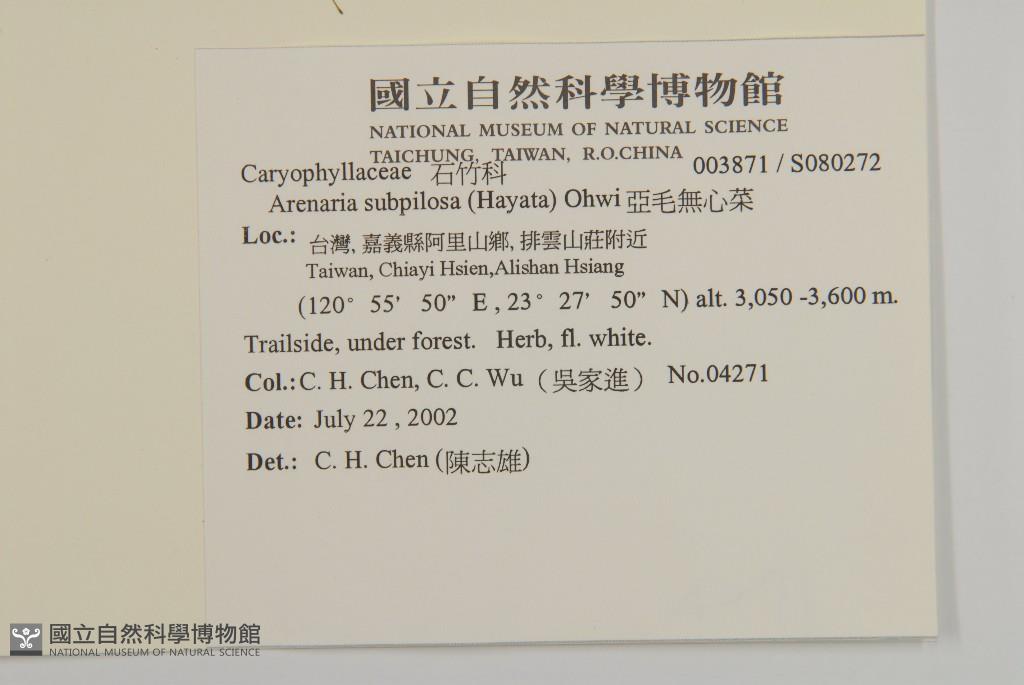 國立自然科學博物館
NATIONAL MUSEUM OF NATURAL SCIENCE
TAICHUNG, TAIWAN, R.O.CHINA
Caryophyllaceae 石竹科 003871 / S080272
Arenaria subpilosa (Hayata) Ohwi 亞毛無心菜
Loc.: 台灣, 嘉義縣阿里山鄉, 排雲山莊附近
Taiwan, Chiayi Hsien,Alishan Hsiang
(120° 55’ 50” E , 23° 27’ 50” N) alt. 3,050 -3,600 m.
Trailside, under forest. Herb, fl. white.
Col.: C. H. Chen, C. C. Wu (吳家進) No.04271
Date: July 22 , 2002
Det.: C. H. Chen (陳志雄)
國立自然科學博物館
NATIONAL MUSEUM OF NATURAL SCIENCE